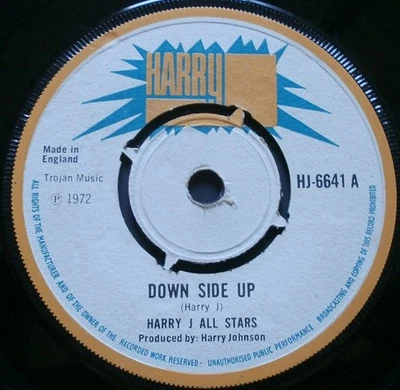 HARRY
Made in
England
Trojan Music
℗ 1972
HJ-6641 A
DOWN SIDE UP
(Harry J)
HARRY J ALL STARS
Produced by: Harry Johnson
ALL RIGHTS OF THE MANUFACTURER AND OF THE OWNER OF THE RECORDED WORK RESERVED - UNAUTHORISED PUBLIC PERFORMANCE BROADCASTING AND COPYING OF THIS RECORD PROHIBITED